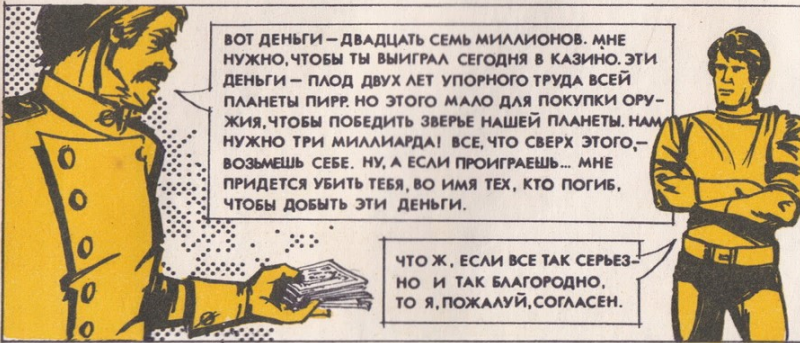 ВОТ ДЕНЬГИ — ДВАДЦАТЬ СЕМЬ МИЛЛИОНОВ. МНЕ
НУЖНО, ЧТОБЫ ТЫ ВЫИГРАЛ СЕГОДНЯ В КАЗИНО. ЭТИ
ДЕНЬГИ — ПЛОД ДВУХ ЛЕТ УПОРНОГО ТРУДА ВСЕЙ
ПЛАНЕТЫ ПИРР. НО ЭТОГО МАЛО ДЛЯ ПОКУПКИ ОРУ-
ЖИЯ, ЧТОБЫ ПОБЕДИТЬ ЗВЕРЬЕ НАШЕЙ ПЛАНЕТЫ. НАМ
НУЖНО ТРИ МИЛЛИАРДА! ВСЕ, ЧТО СВЕРХ ЭТОГО, —
ВОЗЬМЕШЬ СЕБЕ. НУ, А ЕСЛИ ПРОИГРАЕШЬ... МНЕ
ПРИДЕТСЯ УБИТЬ ТЕБЯ, ВО ИМЯ ТЕХ, КТО ПОГИБ,
ЧТОБЫ ДОБЫТЬ ЭТИ ДЕНЬГИ.
ЧТО Ж, ЕСЛИ ВСЕ ТАК СЕРЬЕЗ-
НО И ТАК БЛАГОРОДНО,
ТО Я, ПОЖАЛУЙ, СОГЛАСЕН.